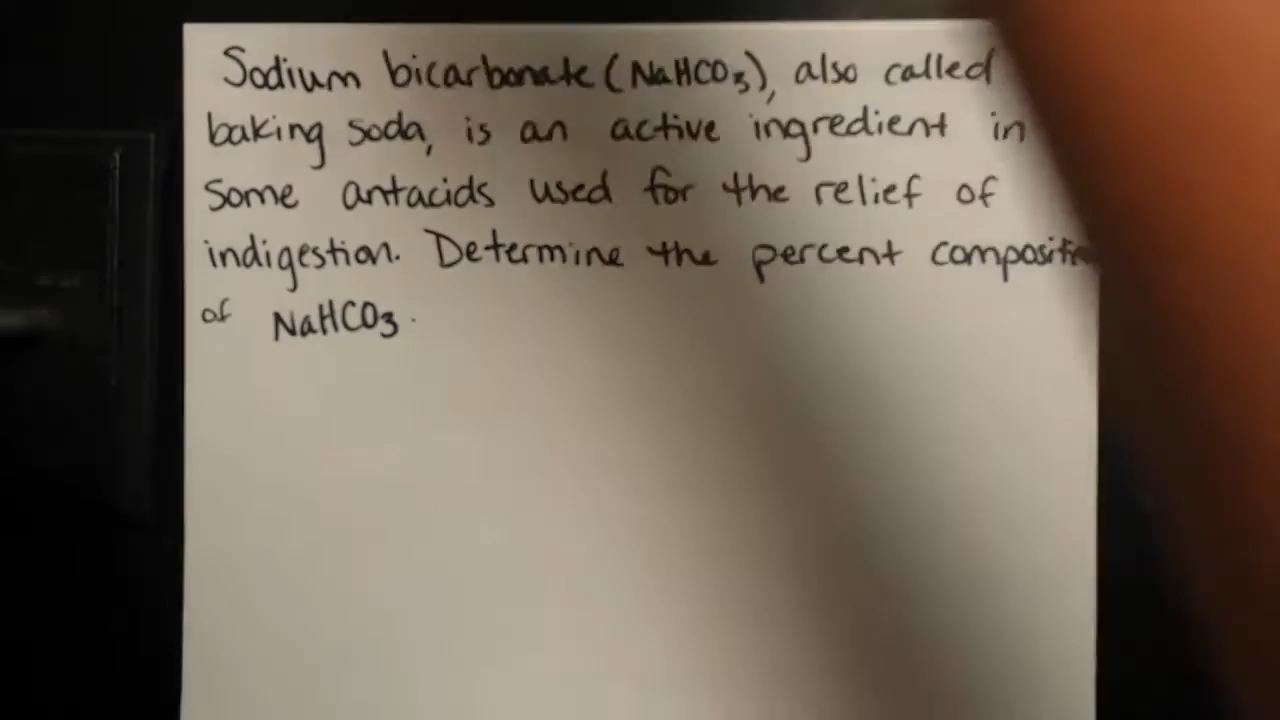 Sodium bicarbonate (NaHCO3), also called
baking soda, is an active ingredient in
some antacids used for the relief of
indigestion. Determine the percent
of NaHCO3.